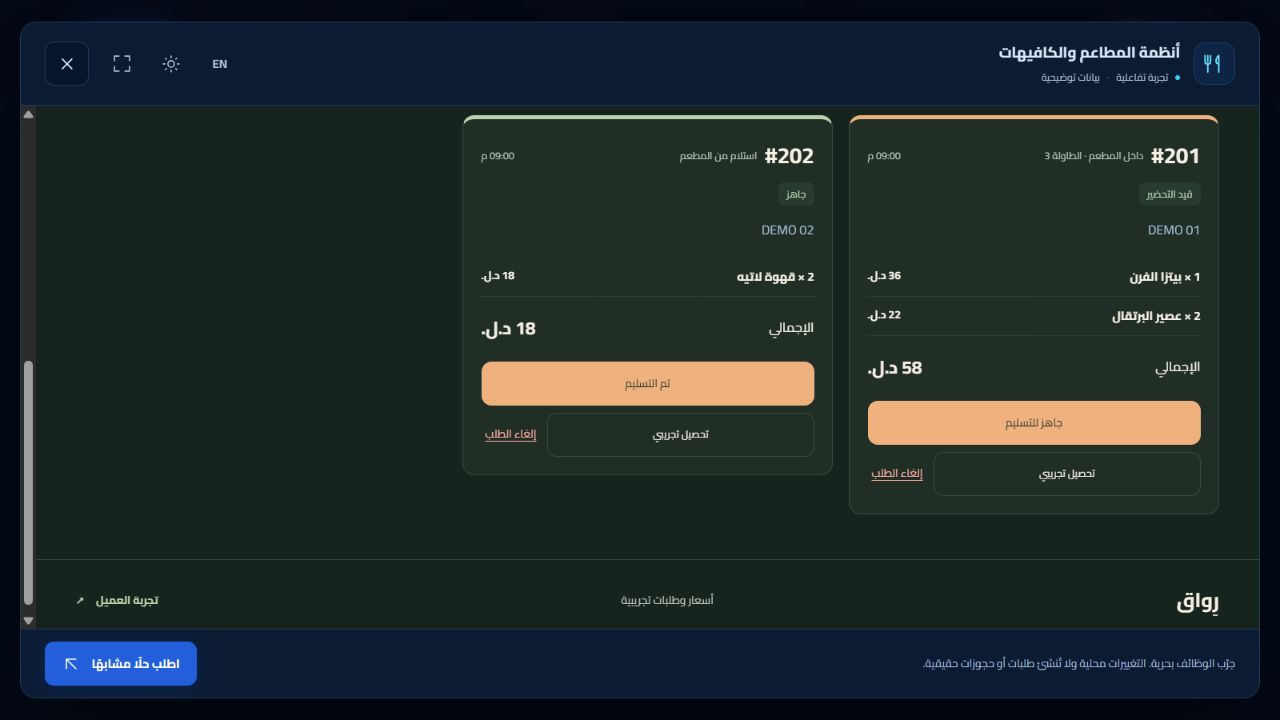 أنظمة المطاعم والكافيهات
تجربة تفاعلية · بيانات توضيحية
EN
#201 داخل المطعم · الطاولة 3 09:00 م
قيد التحضير
DEMO 01
1 × بيتزا الفرن 36 د.ل.
2 × عصير البرتقال 22 د.ل.
الإجمالي 58 د.ل.
جاهز للتسليم
تحصيل تجريبي إلغاء الطلب
#202 استلام من المطعم 09:00 م
جاهز
DEMO 02
2 × قهوة لاتيه 18 د.ل.
الإجمالي 18 د.ل.
تم التسليم
تحصيل تجريبي إلغاء الطلب
رواق أسعار وطلبات تجريبية تجربة العميل ↗
جرّب الوظائف بحرية. التغييرات محلية ولا تُنشئ طلبات أو حجوزات حقيقية.
اطلب حلًا مشابهًا